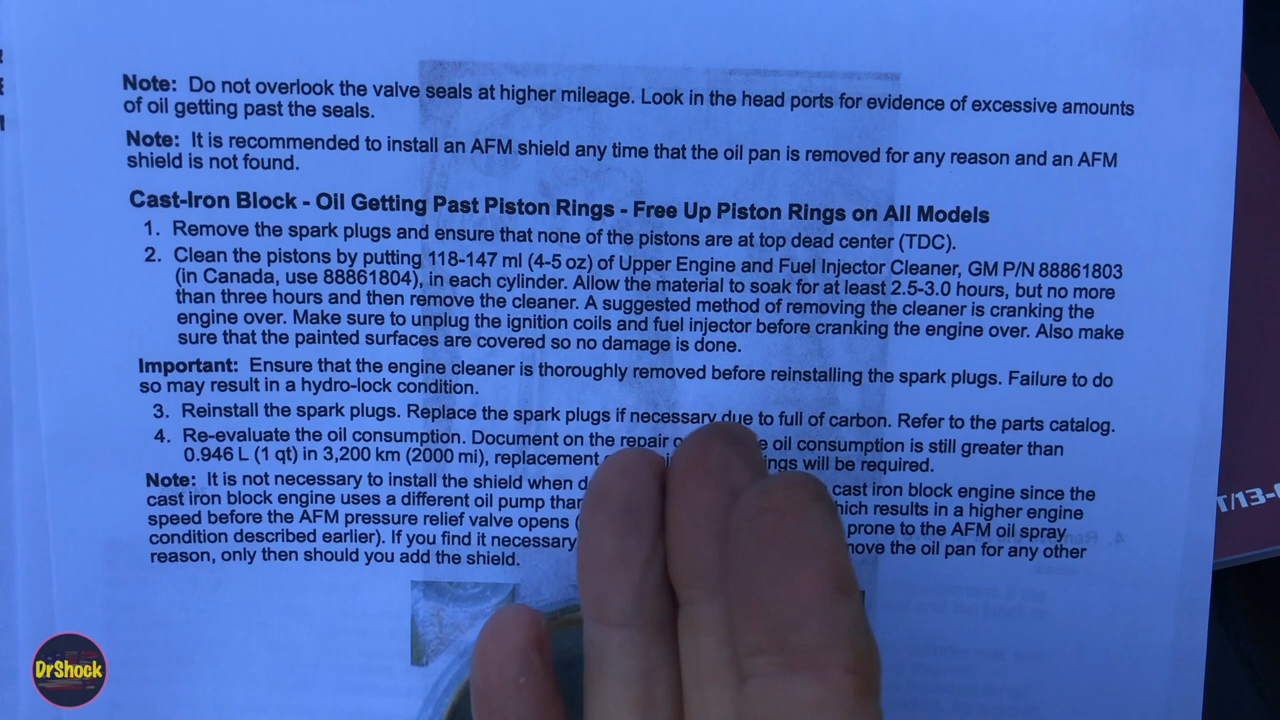 Note: Do not overlook the valve seals at higher mileage. Look in the head ports for evidence of excessive amounts
of oil getting past the seals.
Note: It is recommended to install an AFM shield any time that the oil pan is removed for any reason and an AFM
shield is not found.
Cast-Iron Block - Oil Getting Past Piston Rings - Free Up Piston Rings on All Models
1. Remove the spark plugs and ensure that none of the pistons are at top dead center (TDC).
2. Clean the pistons by putting 118-147 ml (4-5 oz) of Upper Engine and Fuel Injector Cleaner, GM P/N 88861803
(in Canada, use 88861804), in each cylinder. Allow the material to soak for at least 2.5-3.0 hours, but no more
than three hours and then remove the cleaner. A suggested method of removing the cleaner is cranking the
engine over. Make sure to unplug the ignition coils and fuel injector before cranking the engine over. Also make
sure that the painted surfaces are covered so no damage is done.
Important: Ensure that the engine cleaner is thoroughly removed before reinstalling the spark plugs. Failure to do
so may result in a hydro-lock condition.
3. Reinstall the spark plugs. Replace the spark plugs if necessary due to full of carbon. Refer to the parts catalog.
4. Re-evaluate the oil consumption. Document on the repair oil consumption is still greater than
0.946 L (1 qt) in 3,200 km (2000 mi), replacement will be required.
Note: It is not necessary to install the shield when cast iron block engine since the
cast iron block engine uses a different oil pump than which results in a higher engine
speed before the AFM pressure relief valve opens ( prone to the AFM oil spray
condition described earlier). If you find it necessary the oil pan for any other
reason, only then should you add the shield.
DrShock